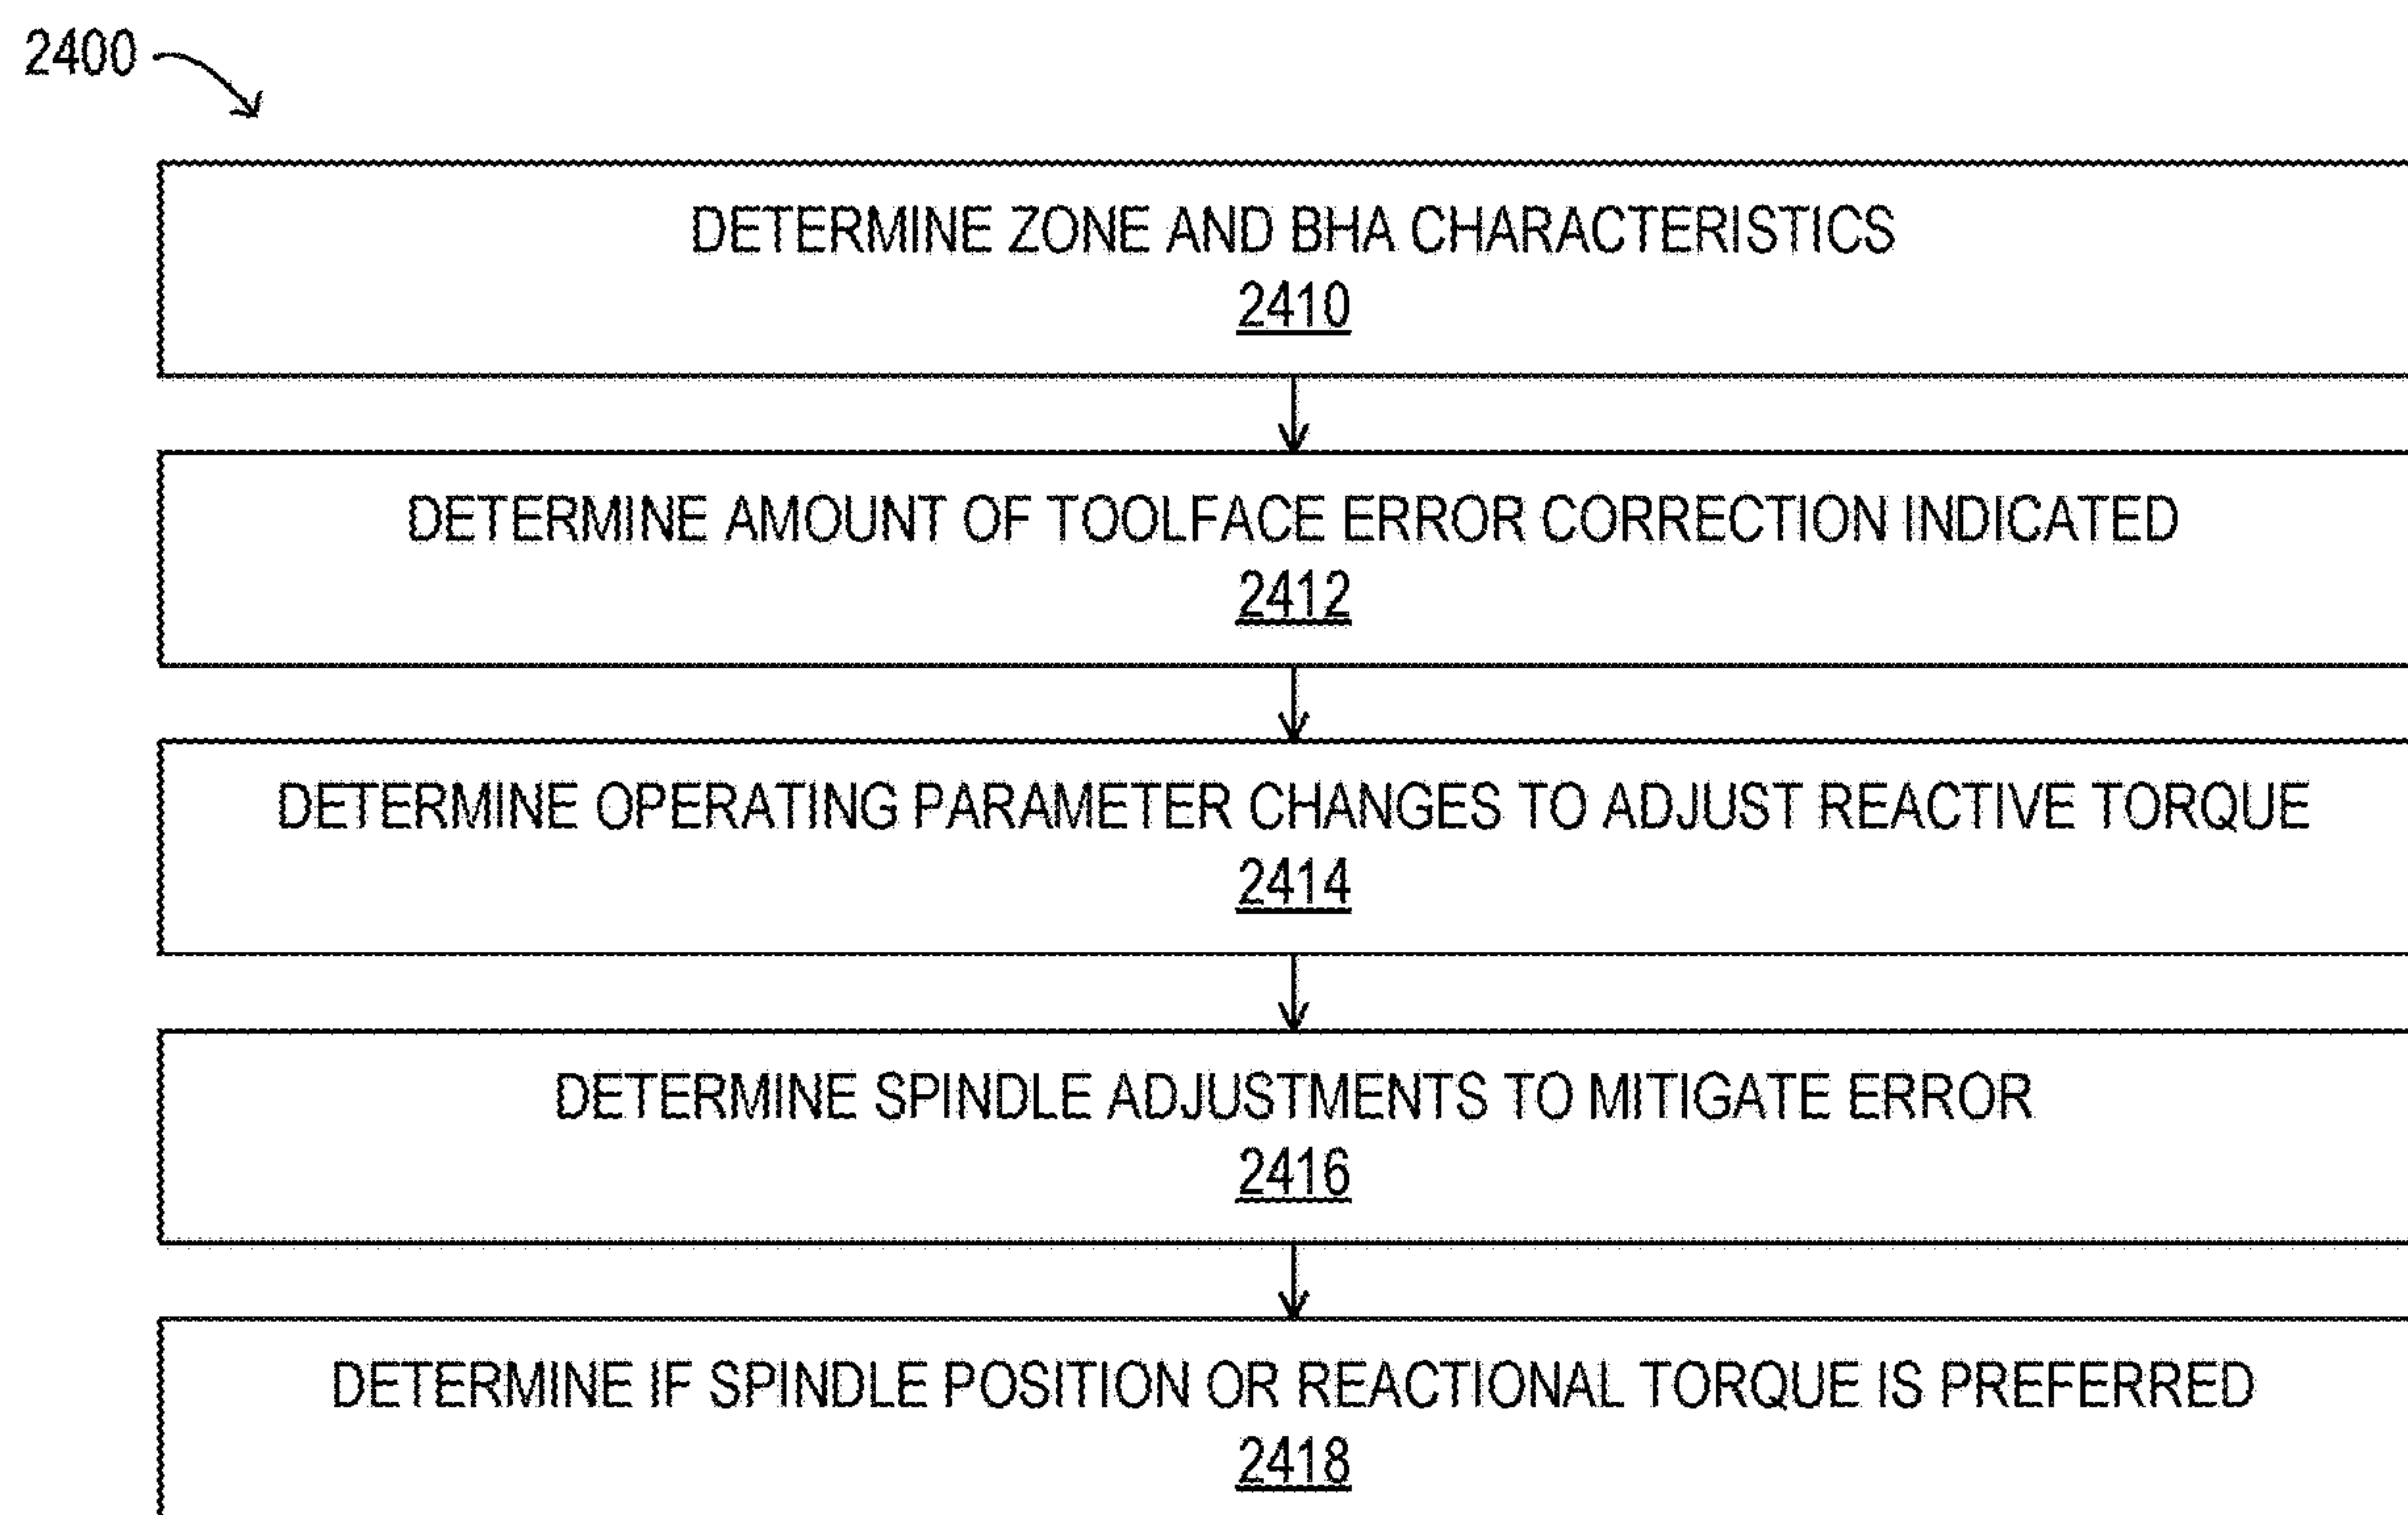 2400
DETERMINE ZONE AND BHA CHARACTERISTICS
2410
DETERMINE AMOUNT OF TOOLFACE ERROR CORRECTION INDICATED
2412
DETERMINE OPERATING PARAMETER CHANGES TO ADJUST REACTIVE TORQUE
2414
DETERMINE SPINDLE ADJUSTMENTS TO MITIGATE ERROR
2416
DETERMINE IF SPINDLE POSITION OR REACTIONAL TORQUE IS PREFERRED
2418